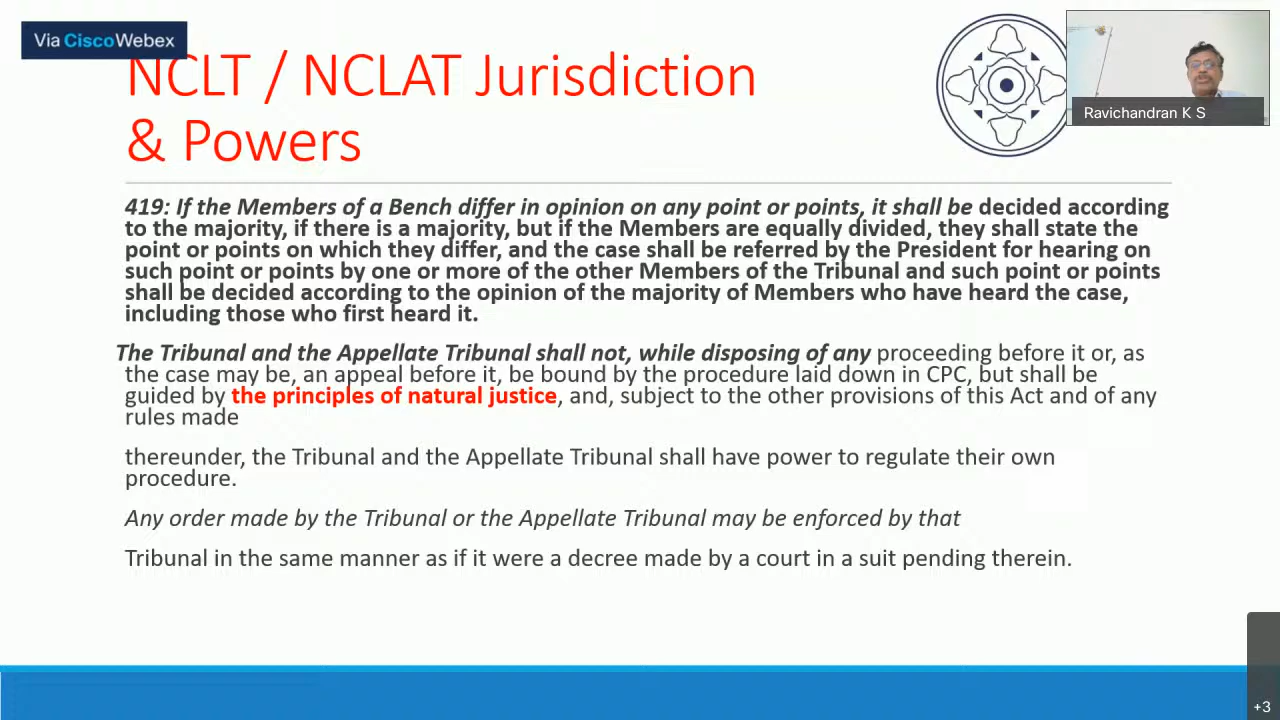 Via CiscoWebex
NCLT / NCLAT Jurisdiction
& Powers
Ravichandran K S
419: If the Members of a Bench differ in opinion on any point or points, it shall be decided according
to the majority, if there is a majority, but if the Members are equally divided, they shall state the
point or points on which they differ, and the case shall be referred by the President for hearing on
such point or points by one or more of the other Members of the Tribunal and such point or points
shall be decided according to the opinion of the majority of Members who have heard the case,
including those who first heard it.
The Tribunal and the Appellate Tribunal shall not, while disposing of any proceeding before it or, as
the case may be, an appeal before it, be bound by the procedure laid down in CPC, but shall be
guided by the principles of natural justice, and, subject to the other provisions of this Act and of any
rules made
thereunder, the Tribunal and the Appellate Tribunal shall have power to regulate their own
procedure.
Any order made by the Tribunal or the Appellate Tribunal may be enforced by that
Tribunal in the same manner as if it were a decree made by a court in a suit pending therein.
+3